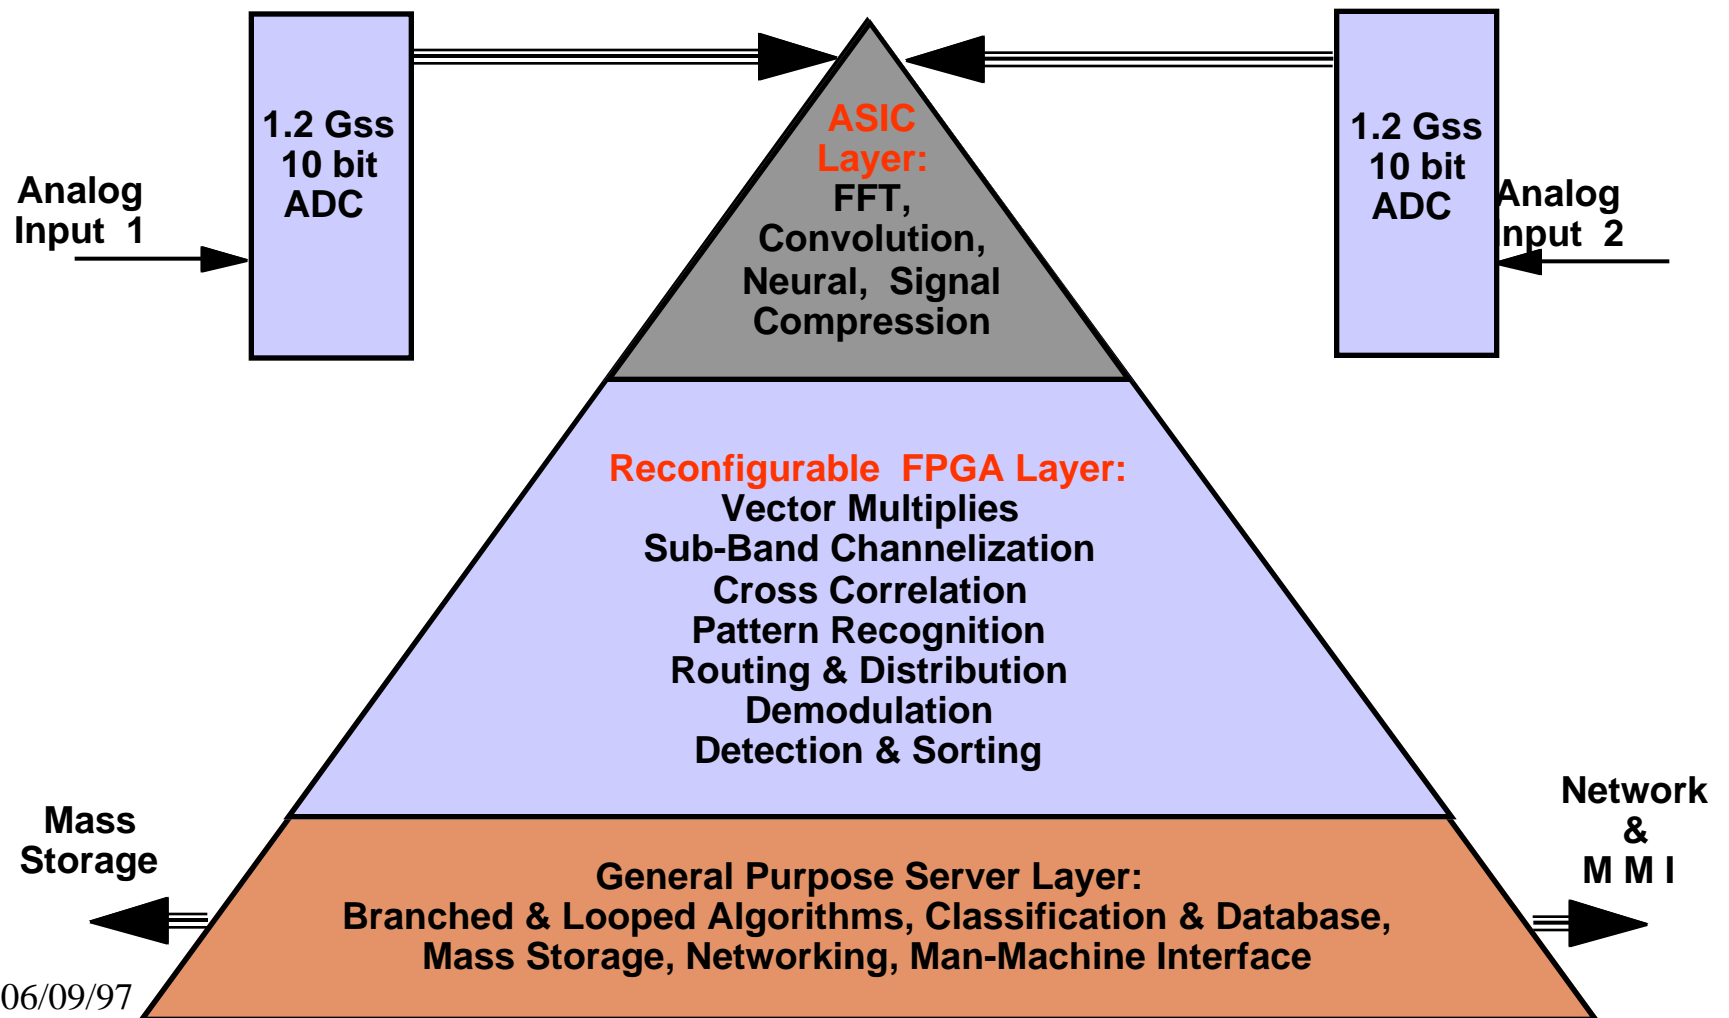 Analog
Input 1
1.2 Gss
10 bit
ADC
ASIC
Layer:
FFT,
Convolution,
Neural, Signal
Compression
1.2 Gss
10 bit
ADC
Analog
Input 2
Reconfigurable FPGA Layer:
Vector Multiplies
Sub-Band Channelization
Cross Correlation
Pattern Recognition
Routing & Distribution
Demodulation
Detection & Sorting
Mass
Storage
Network
&
M M I
General Purpose Server Layer:
Branched & Looped Algorithms, Classification & Database,
Mass Storage, Networking, Man-Machine Interface
06/09/97